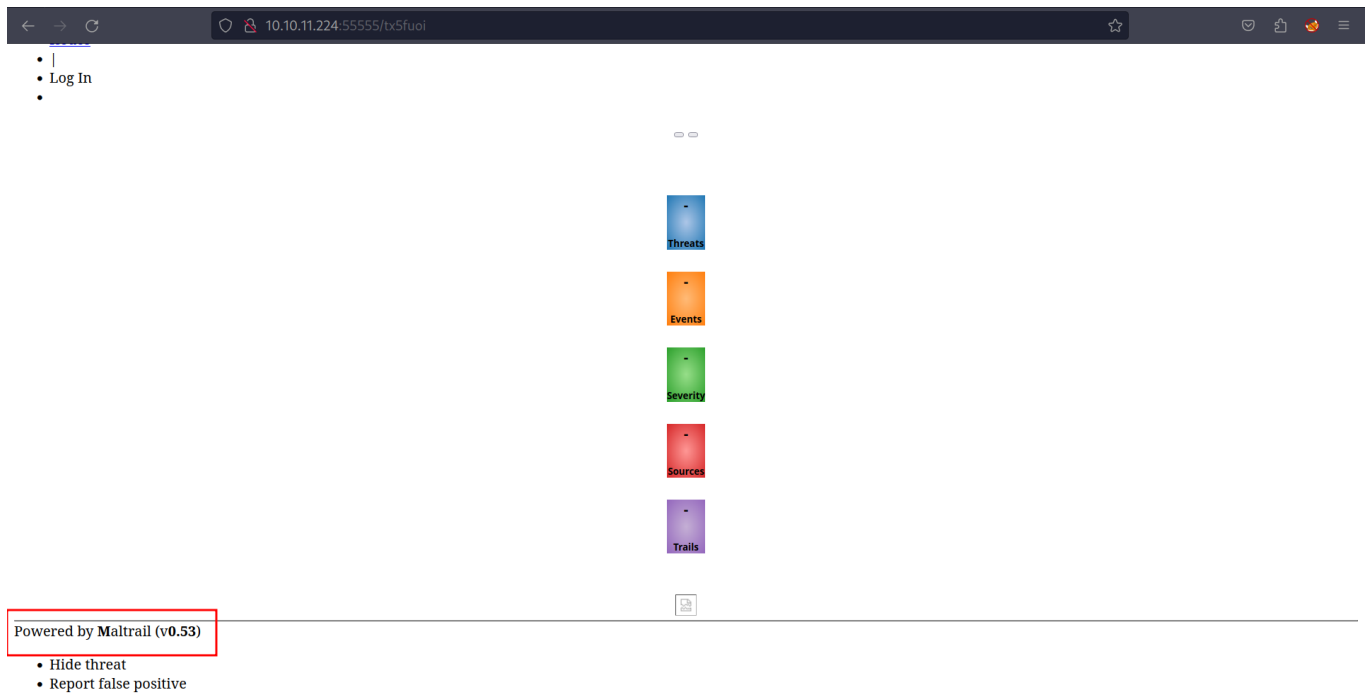 10.10.11.224:55555/tx5fuoi
|
Log In
-
Threats
-
Events
-
Severity
-
Sources
-
Trails
Powered by Maltrail (v0.53)
Hide threat
Report false positive